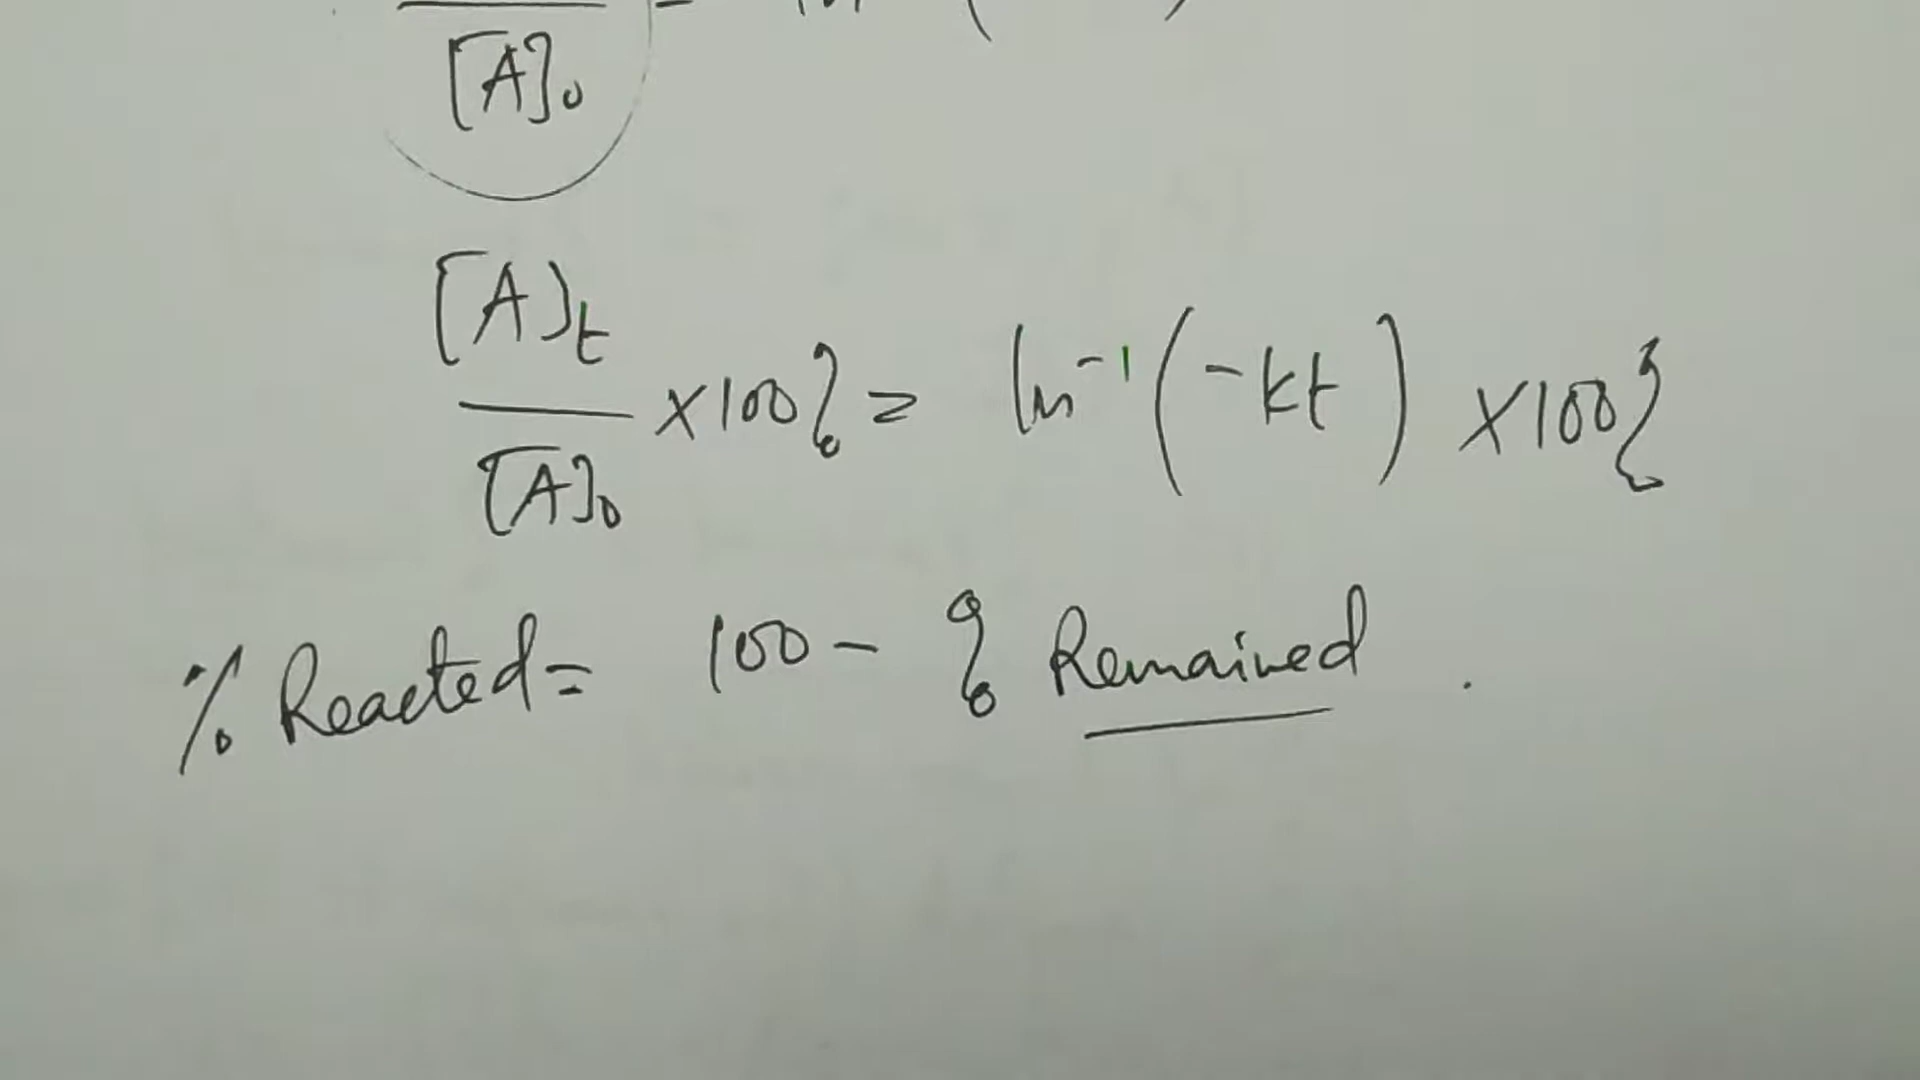 [A]₀
[A]t / [A]₀ ×100% = ln⁻¹(-kt) ×100%
% Reacted = 100 - % Remained .